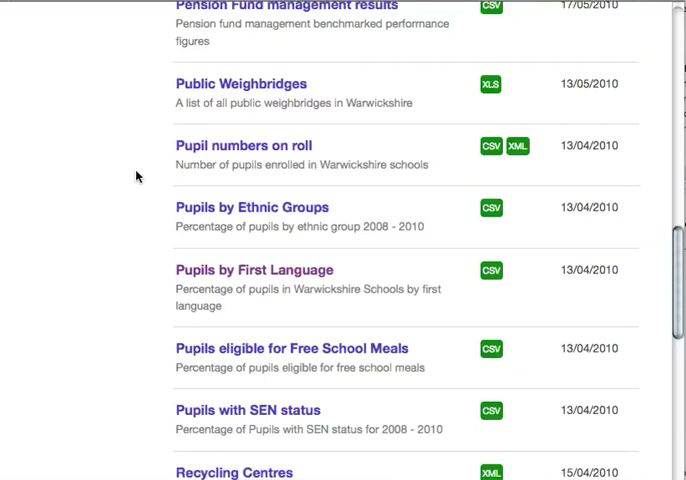 Pension Fund management results CSV 17/05/2010
Pension fund management benchmarked performance
figures
Public Weighbridges XLS 13/05/2010
A list of all public weighbridges in Warwickshire
Pupil numbers on roll CSV XML 13/04/2010
Number of pupils enrolled in Warwickshire schools
Pupils by Ethnic Groups CSV 13/04/2010
Percentage of pupils by ethnic group 2008 - 2010
Pupils by First Language CSV 13/04/2010
Percentage of pupils in Warwickshire Schools by first
language
Pupils eligible for Free School Meals CSV 13/04/2010
Percentage of pupils eligible for free school meals
Pupils with SEN status CSV 13/04/2010
Percentage of Pupils with SEN status for 2008 - 2010
Recycling Centres XML 15/04/2010